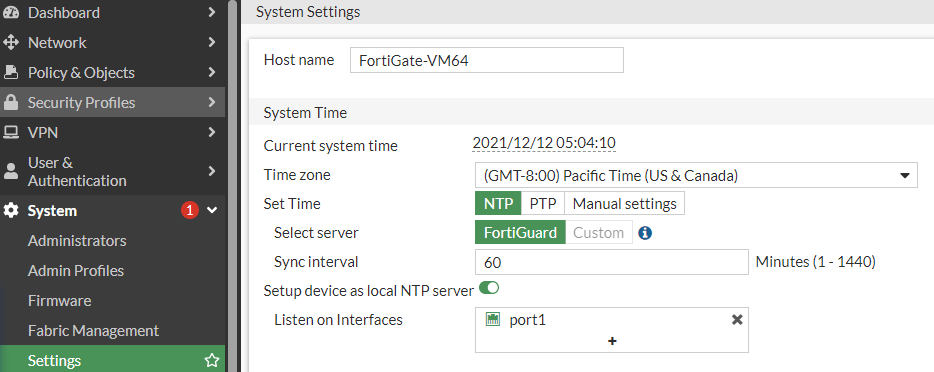 Dashboard
Network
Policy & Objects
Security Profiles
VPN
User &
Authentication
System 1
Administrators
Admin Profiles
Firmware
Fabric Management
Settings
System Settings
Host name FortiGate-VM64
System Time
Current system time 2021/12/12 05:04:10
Time zone (GMT-8:00) Pacific Time (US & Canada)
Set Time NTP PTP Manual settings
Select server FortiGuard Custom
Sync interval 60 Minutes (1 - 1440)
Setup device as local NTP server
Listen on Interfaces port1